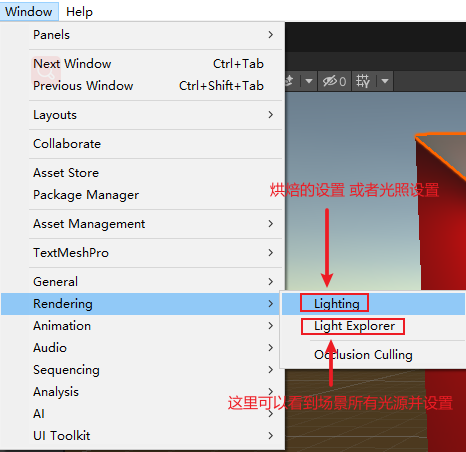 Window Help
Panels
Next Window Ctrl+Tab
Previous Window Ctrl+Shift+Tab
0
Layouts
Collaborate
Asset Store
Package Manager
烘焙的设置 或者光照设置
Asset Management
TextMeshPro
General
Rendering
Lighting
Animation
Light Explorer
Audio
Occlusion Culling
Sequencing
Analysis
这里可以看到场景所有光源并设置
AI
UI Toolkit